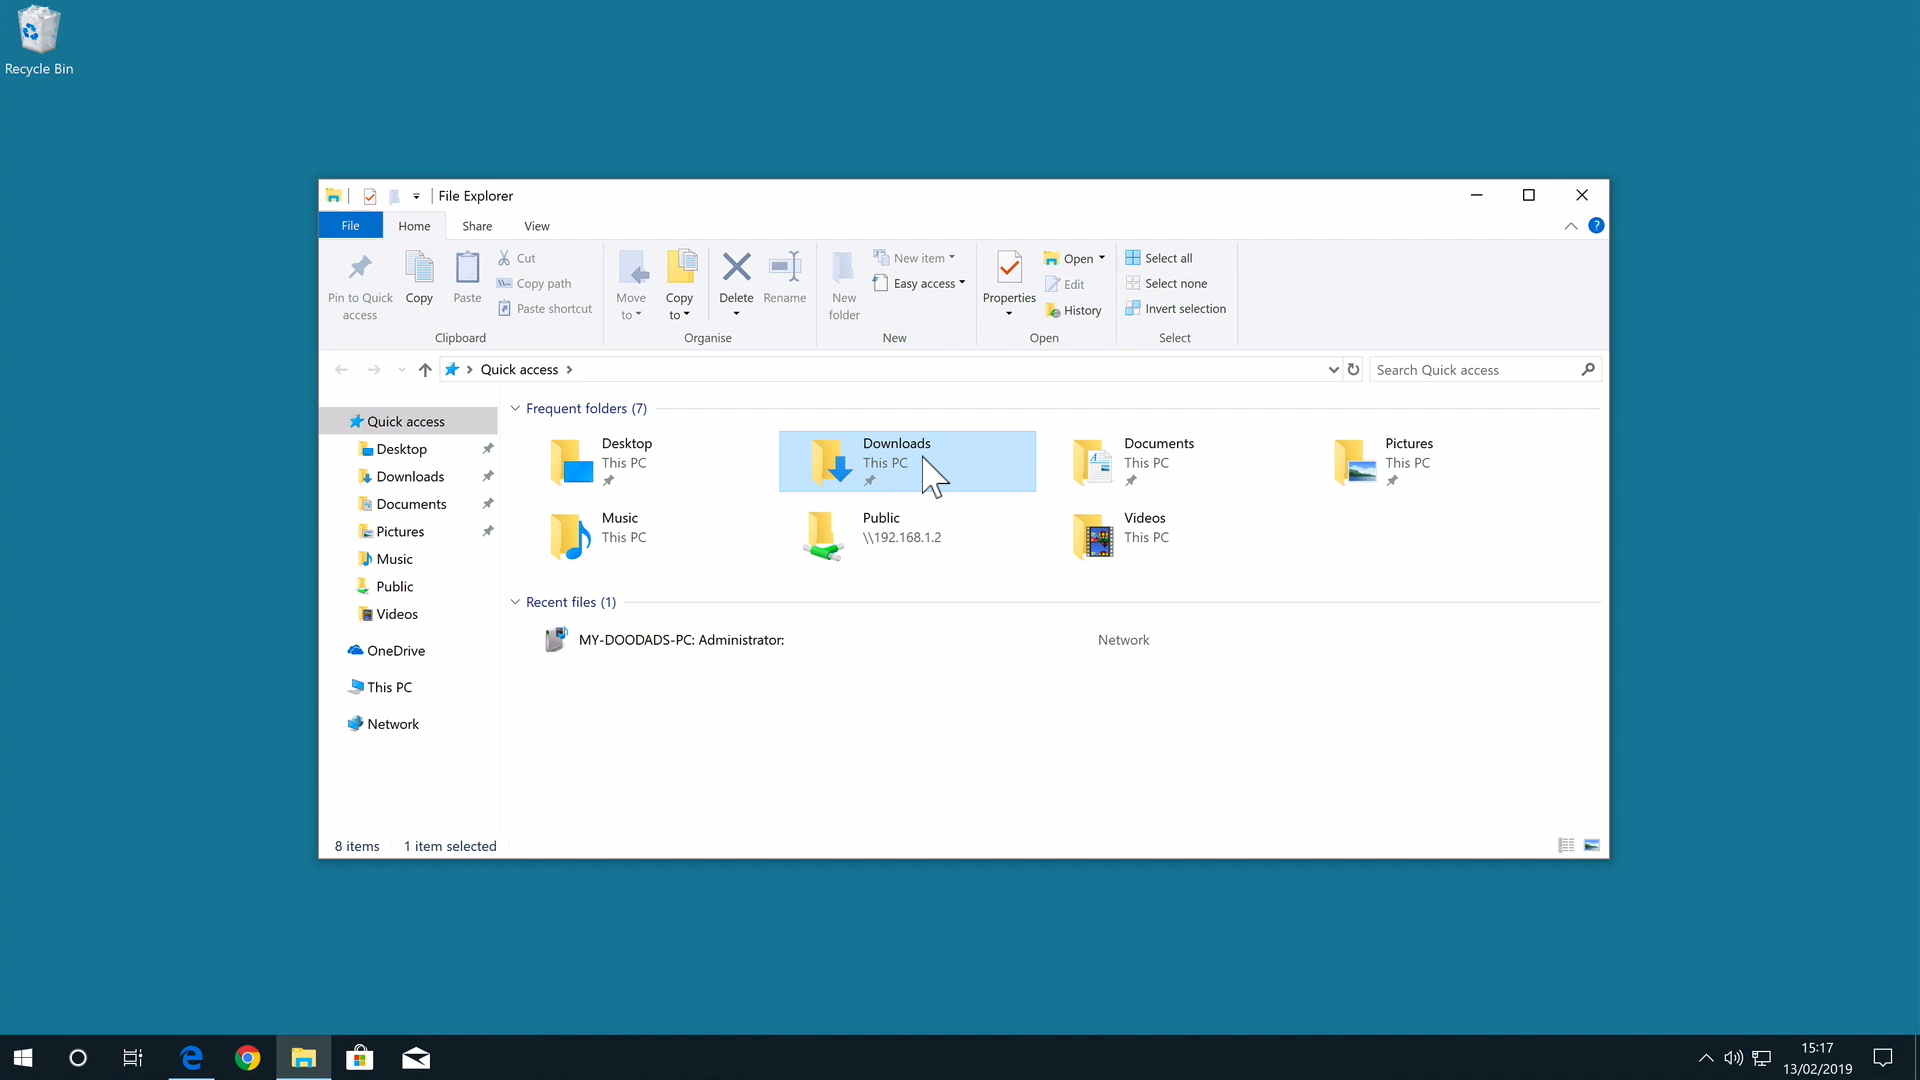 Recycle Bin
File Explorer
File Home Share View
?
Pin to Quick access
Copy
Paste
Cut
Copy path
Paste shortcut
Clipboard
Move to
Copy to
Delete
Rename
Organise
New folder
New item
Easy access
New
Properties
Open
Edit
History
Open
Select all
Select none
Invert selection
Select
Quick access
Search Quick access
Quick access
Desktop
Downloads
Documents
Pictures
Music
Public
Videos
OneDrive
This PC
Network
Frequent folders (7)
Desktop
This PC
Downloads
This PC
Documents
This PC
Pictures
This PC
Music
This PC
Public
\\192.168.1.2
Videos
This PC
Recent files (1)
MY-DOODADS-PC: Administrator: Network
8 items 1 item selected
15:17
13/02/2019